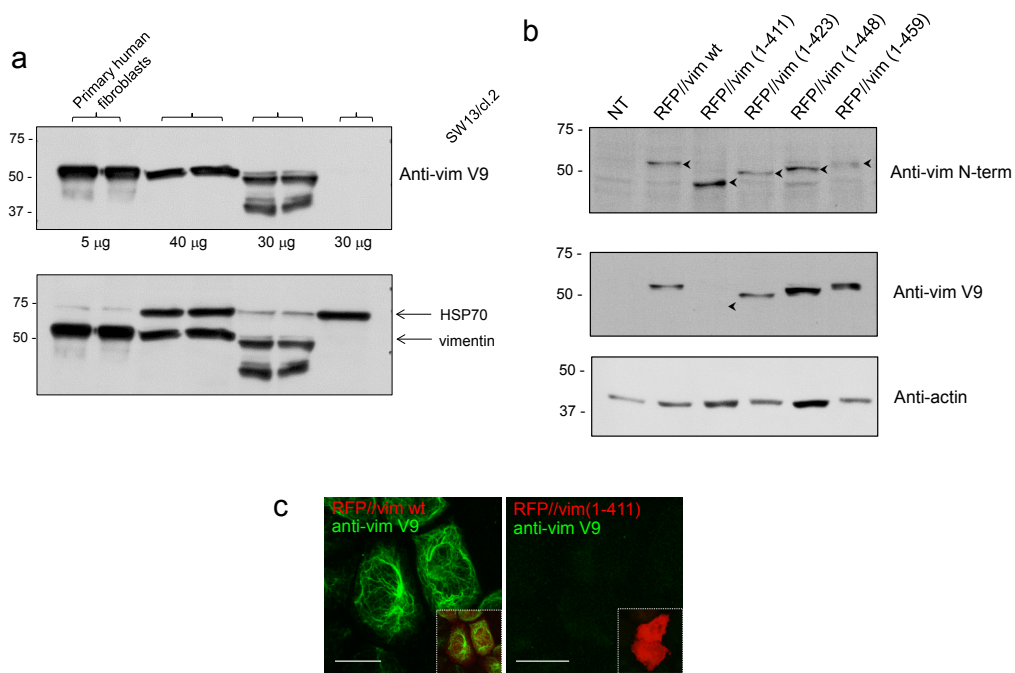 a
Primary human
fibroblasts
SW13/cl.2
75 -
50 -
37 -
Anti-vim V9
5 µg 40 µg 30 µg 30 µg
75 -
50 -
HSP70
vimentin
b
NT
RFP//vim wt
RFP//vim (1-411)
RFP//vim (1-423)
RFP//vim (1-448)
RFP//vim (1-459)
75 -
50 -
Anti-vim N-term
75 -
50 -
Anti-vim V9
50 -
37 -
Anti-actin
c
RFP//vim wt
anti-vim V9
RFP//vim(1-411)
anti-vim V9